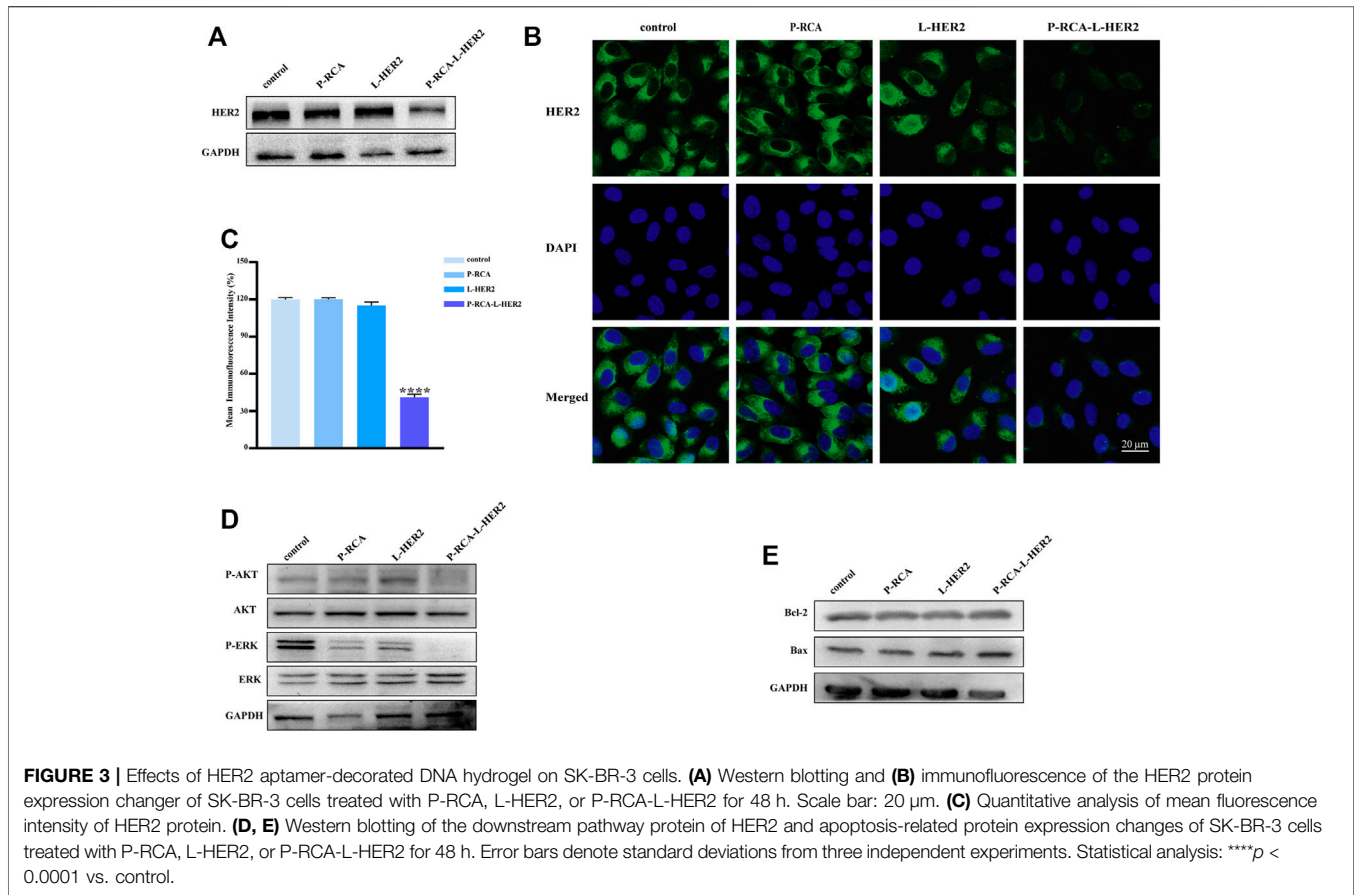 A
control
P-RCA
L-HER2
P-RCA-L-HER2
HER2
GAPDH
B
control
P-RCA
L-HER2
P-RCA-L-HER2
HER2
DAPI
Merged
20 μm
C
Mean Immunofluorescence Intensity (%)
150
120
90
60
30
0
****
control
P-RCA
L-HER2
P-RCA-L-HER2
D
control
P-RCA
L-HER2
P-RCA-L-HER2
P-AKT
AKT
P-ERK
ERK
GAPDH
E
control
P-RCA
L-HER2
P-RCA-L-HER2
Bcl-2
Bax
GAPDH
FIGURE 3 | Effects of HER2 aptamer-decorated DNA hydrogel on SK-BR-3 cells. (A) Western blotting and (B) immunofluorescence of the HER2 protein
expression changer of SK-BR-3 cells treated with P-RCA, L-HER2, or P-RCA-L-HER2 for 48 h. Scale bar: 20 μm. (C) Quantitative analysis of mean fluorescence
intensity of HER2 protein. (D, E) Western blotting of the downstream pathway protein of HER2 and apoptosis-related protein expression changes of SK-BR-3 cells
treated with P-RCA, L-HER2, or P-RCA-L-HER2 for 48 h. Error bars denote standard deviations from three independent experiments. Statistical analysis: ****p <
0.0001 vs. control.